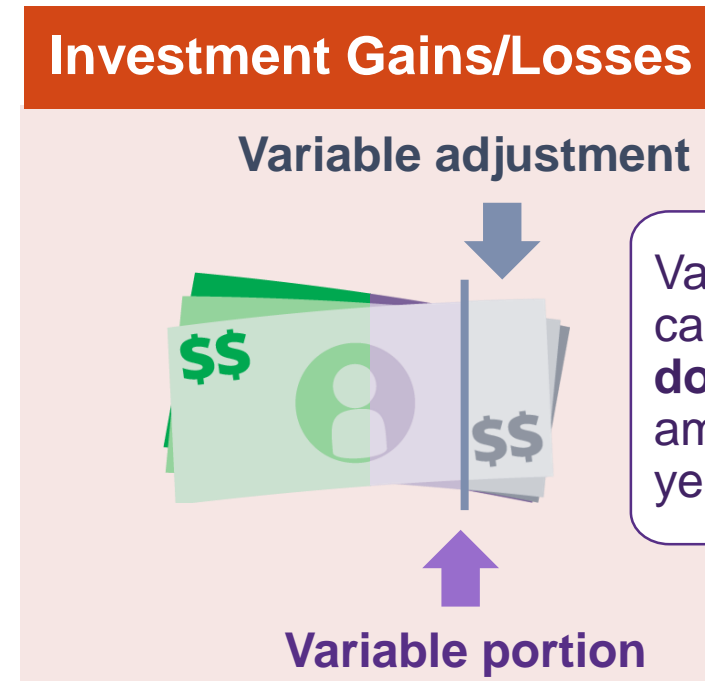 Investment Gains/Losses
Variable adjustment
$$
$$
Variable portion